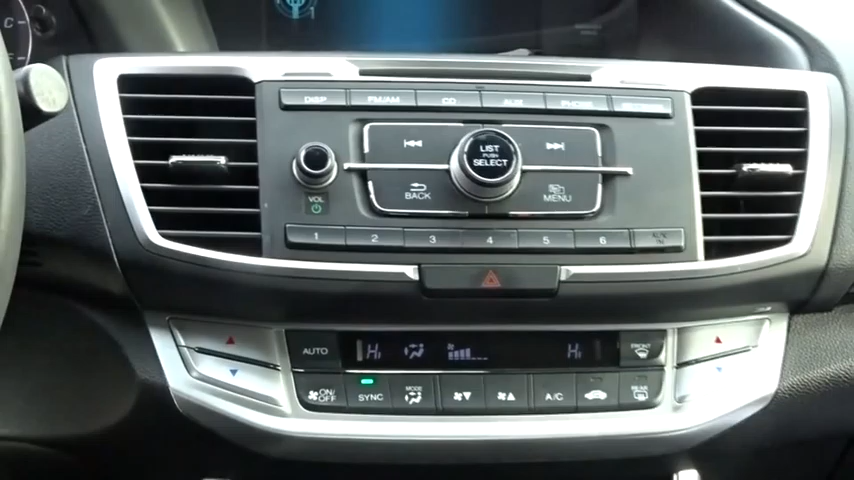 C
DISP FM/AM CD AUX PHONE
LIST
PUSH
SELECT
VOL
BACK
MENU
1 2 3 4 5 6
AUTO
Hi
Hi
FRONT
ON/
OFF
SYNC
MODE
A/C
REAR